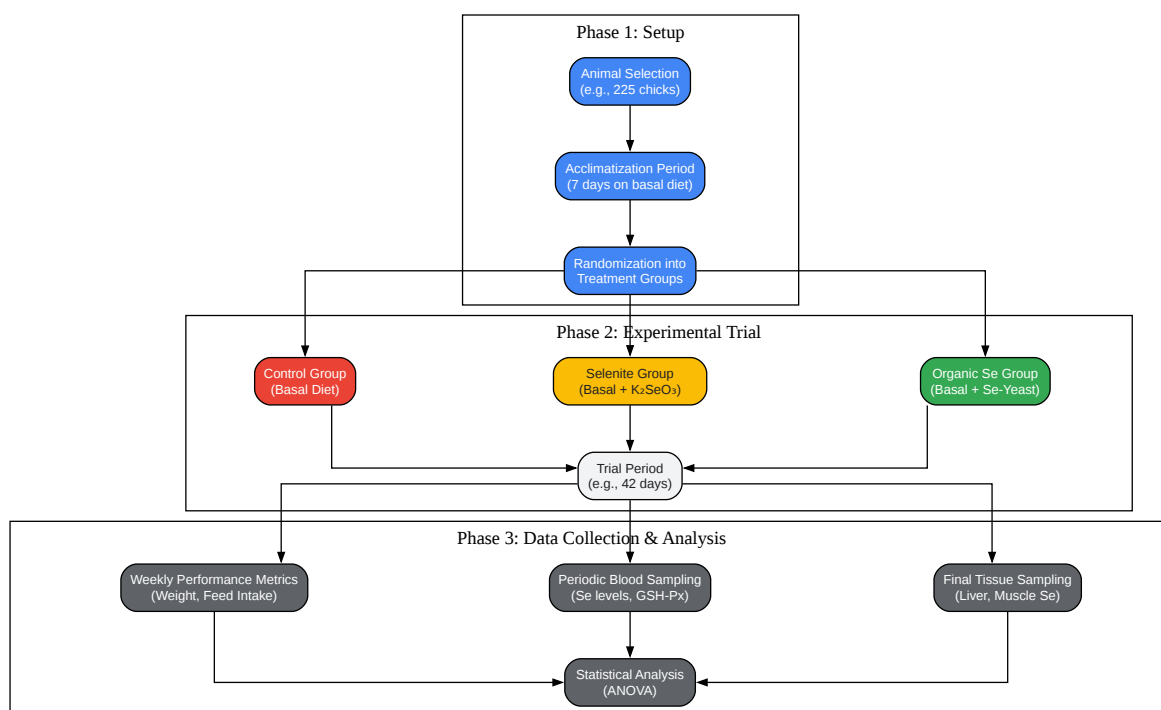 Phase 1: Setup
Animal Selection
(e.g., 225 chicks)
Acclimatization Period
(7 days on basal diet)
Randomization into
Treatment Groups
Phase 2: Experimental Trial
Control Group
(Basal Diet)
Selenite Group
(Basal + K₂SeO₃)
Organic Se Group
(Basal + Se-Yeast)
Trial Period
(e.g., 42 days)
Phase 3: Data Collection & Analysis
Weekly Performance Metrics
(Weight, Feed Intake)
Periodic Blood Sampling
(Se levels, GSH-Px)
Final Tissue Sampling
(Liver, Muscle Se)
Statistical Analysis
(ANOVA)